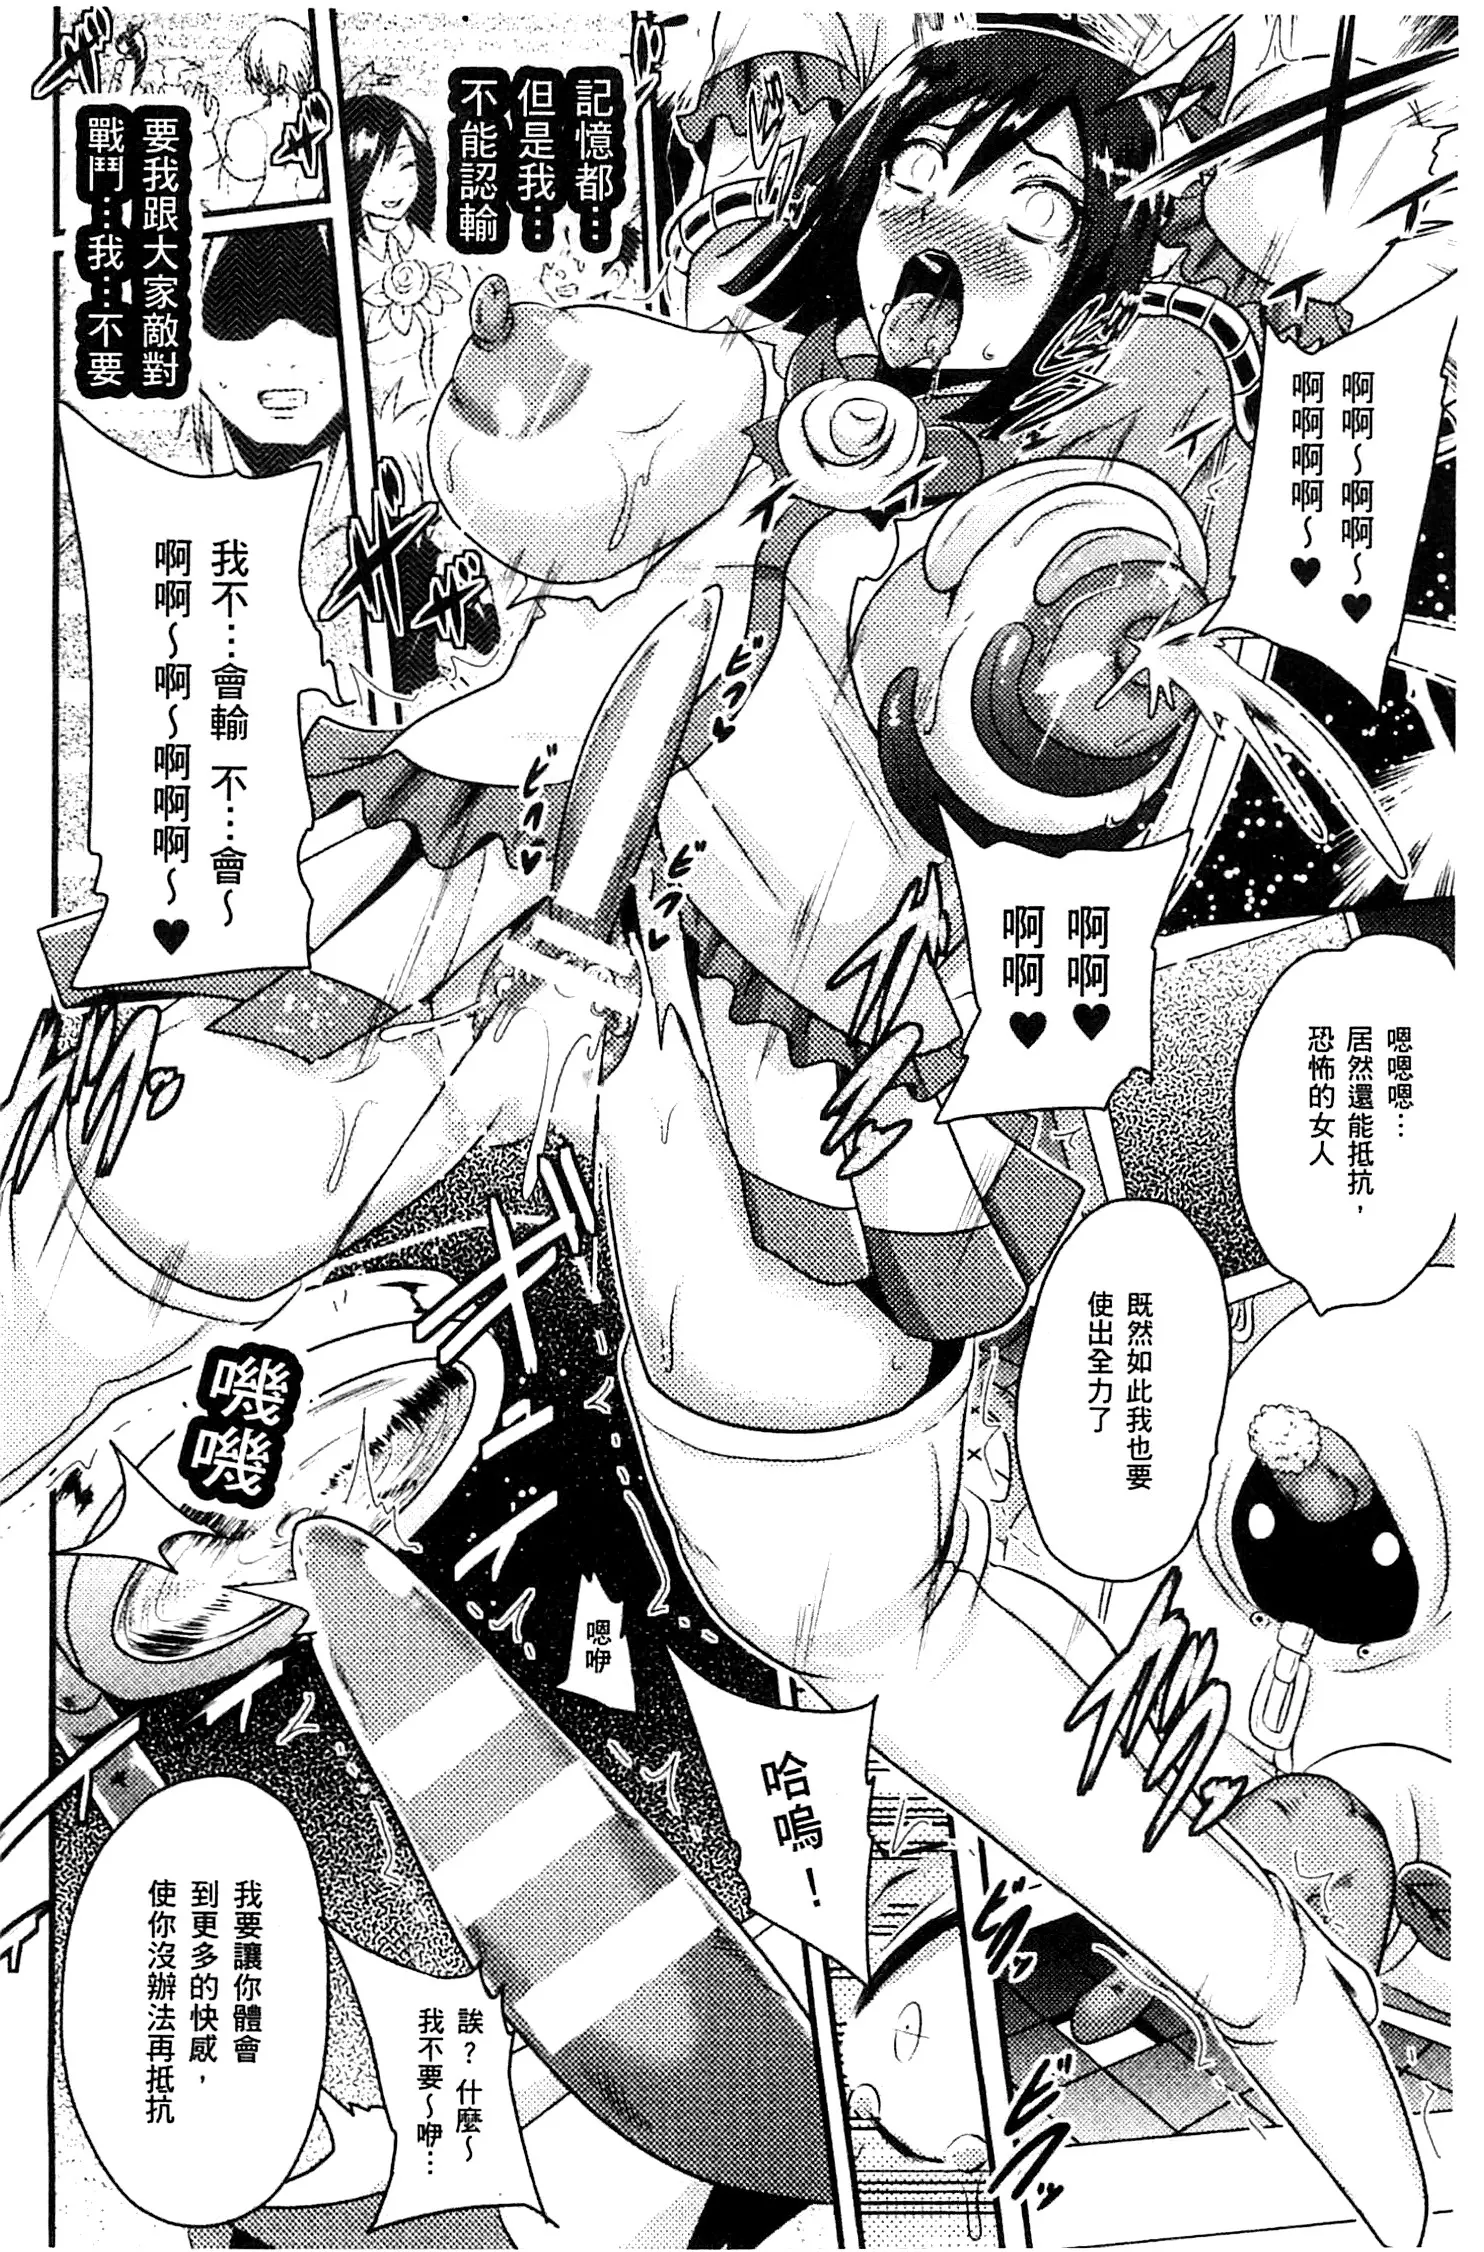 啊啊～啊啊～♥
啊啊啊啊～♥
記憶都…
但是我…
不能認輸
要我跟大家敵對
戰鬥…我…不要
我不…會輸 不…會～
啊啊～啊～啊啊啊～♥
啊啊♥
啊啊♥
嗯嗯嗯…
居然還能抵抗，
恐怖的女人
既然如此我也要
使出全力了
嘰
嘰
嗯咿
哈嗚！
誒？什麼～
我不要～咿…
我要讓你體會
到更多的快感，
使你沒辦法再抵抗